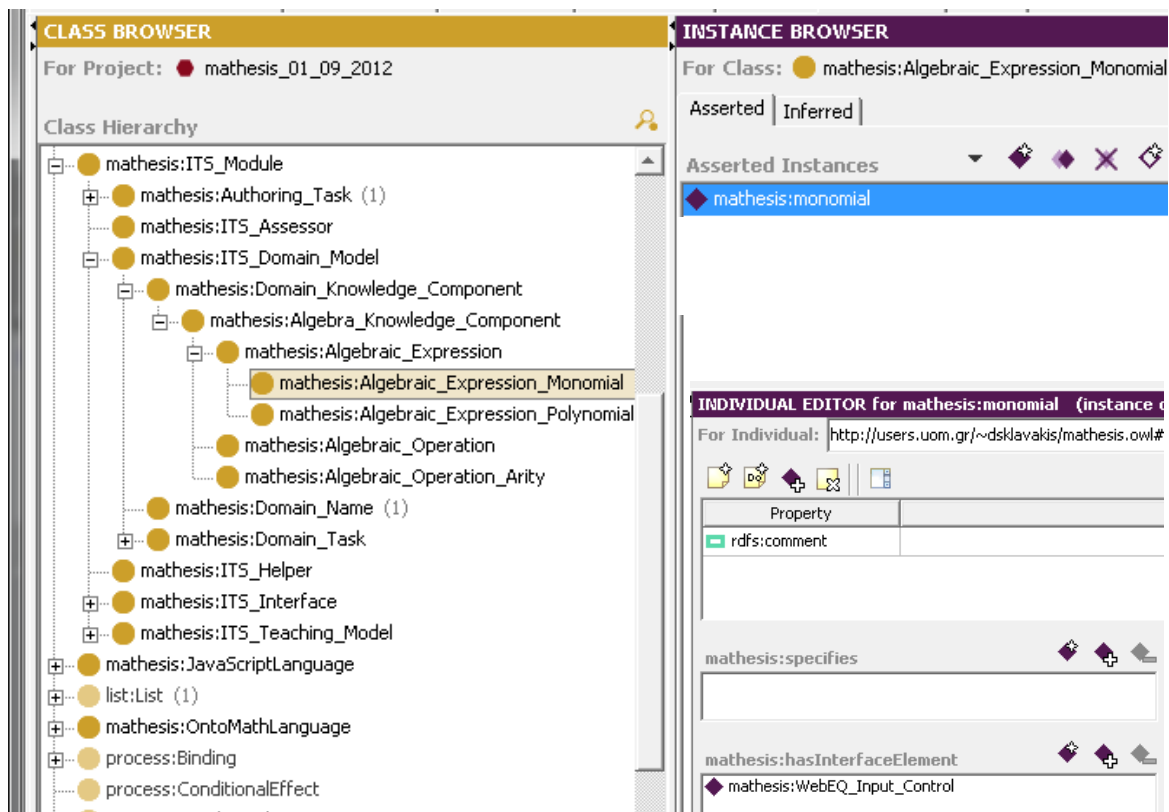 CLASS BROWSER
For Project: mathesis_01_09_2012
Class Hierarchy
mathesis:ITS_Module
mathesis:Authoring_Task (1)
mathesis:ITS_Assessor
mathesis:ITS_Domain_Model
mathesis:Domain_Knowledge_Component
mathesis:Algebra_Knowledge_Component
mathesis:Algebraic_Expression
mathesis:Algebraic_Expression_Monomial
mathesis:Algebraic_Expression_Polynomial
mathesis:Algebraic_Operation
mathesis:Algebraic_Operation_Arity
mathesis:Domain_Name (1)
mathesis:Domain_Task
mathesis:ITS_Helper
mathesis:ITS_Interface
mathesis:ITS_Teaching_Model
mathesis:JavaScriptLanguage
list:List (1)
mathesis:OntoMathLanguage
process:Binding
process:ConditionalEffect
INSTANCE BROWSER
For Class: mathesis:Algebraic_Expression_Monomial
Asserted Inferred
Asserted Instances
mathesis:monomial
INDIVIDUAL EDITOR for mathesis:monomial (instance o
For Individual: http://users.uom.gr/~dsklavakis/mathesis.owl#
Property
rdfs:comment
mathesis:specifies
mathesis:hasInterfaceElement
mathesis:WebEQ_Input_Control